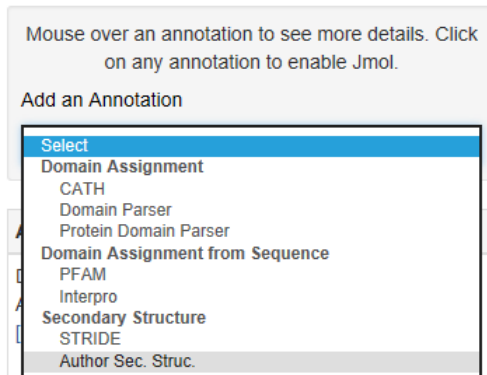 Mouse over an annotation to see more details. Click
on any annotation to enable Jmol.
Add an Annotation
Select
Domain Assignment
CATH
Domain Parser
Protein Domain Parser
Domain Assignment from Sequence
PFAM
Interpro
Secondary Structure
STRIDE
Author Sec. Struc.